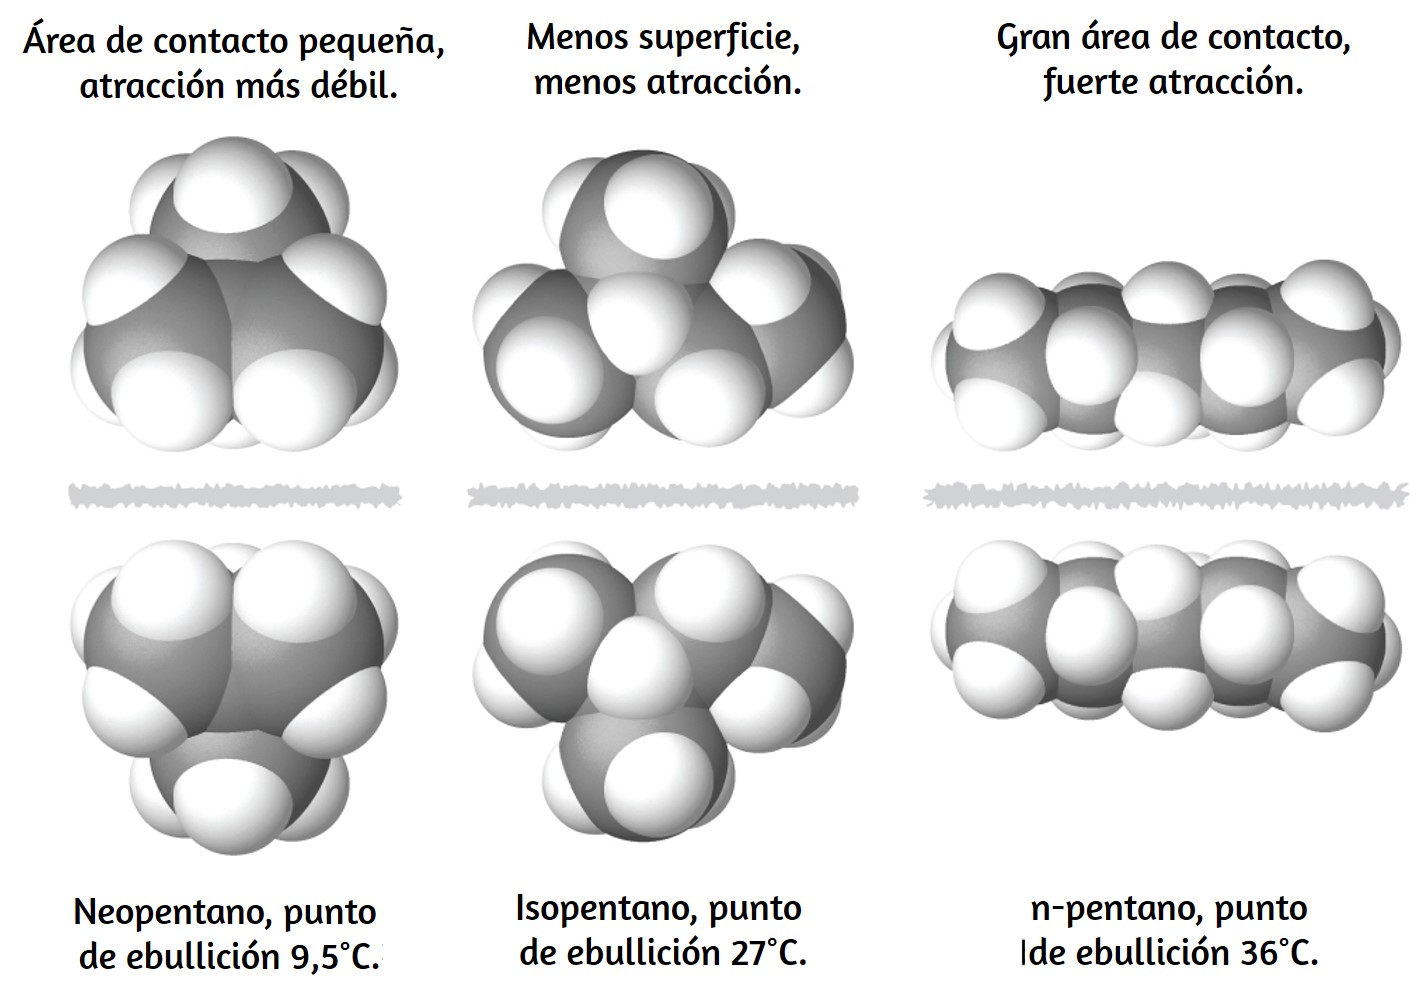 Área de contacto pequeña,
atracción más débil.
Menos superficie,
menos atracción.
Gran área de contacto,
fuerte atracción.
Neopentano, punto
de ebullición 9,5°C.
Isopentano, punto
de ebullición 27°C.
n-pentano, punto
de ebullición 36°C.